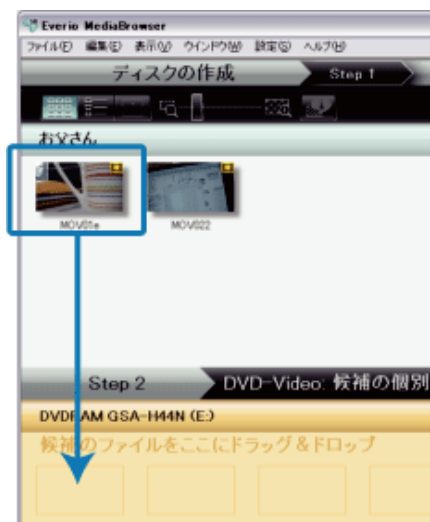 Everio MediaBrowser
ファイル(F) 編集(E) 表示(V) ウインドウ(W) 設定(S) ヘルプ(H)
ディスクの作成 Step 1
お父さん
MOV01e MOV022
Step 2 DVD-Video: 候補の個別
DVDRAM GSA-H44N (E:)
候補のファイルをここにドラッグ&ドロップ